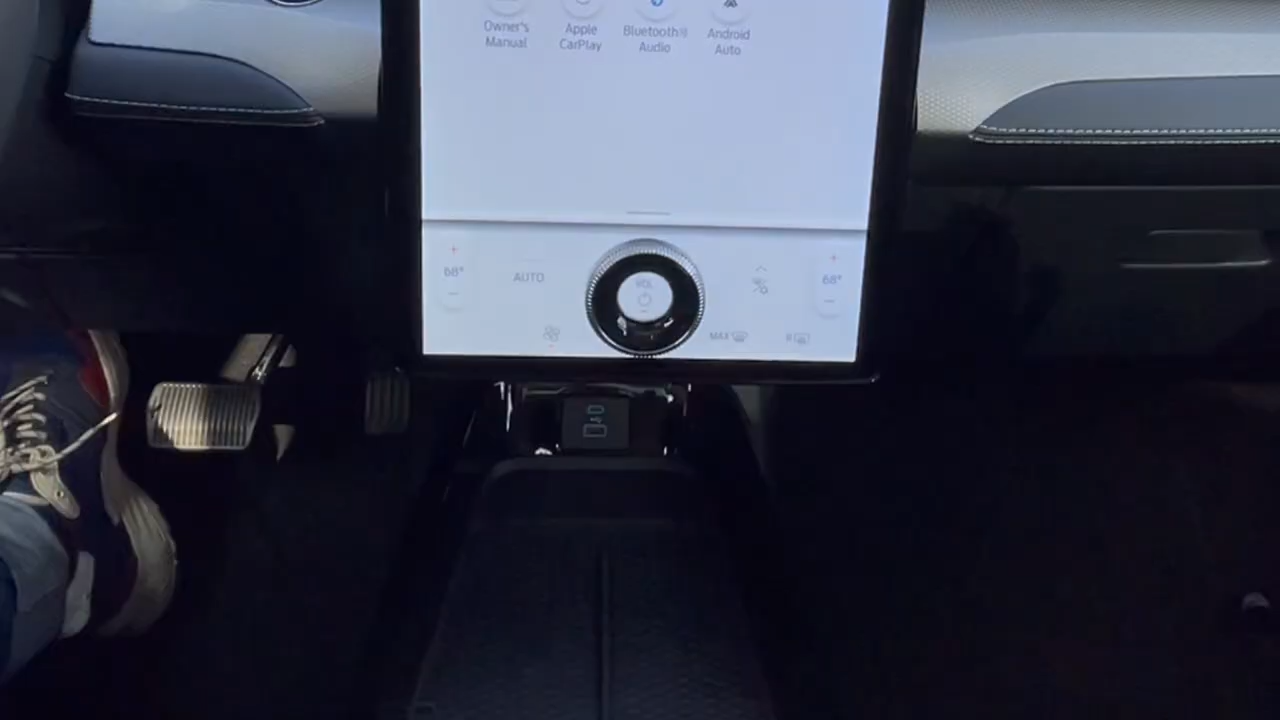 Owner's Manual
Apple CarPlay
Bluetooth® Audio
Android Auto
+
68°
−
AUTO
VOL
+
68°
−
MAX
R